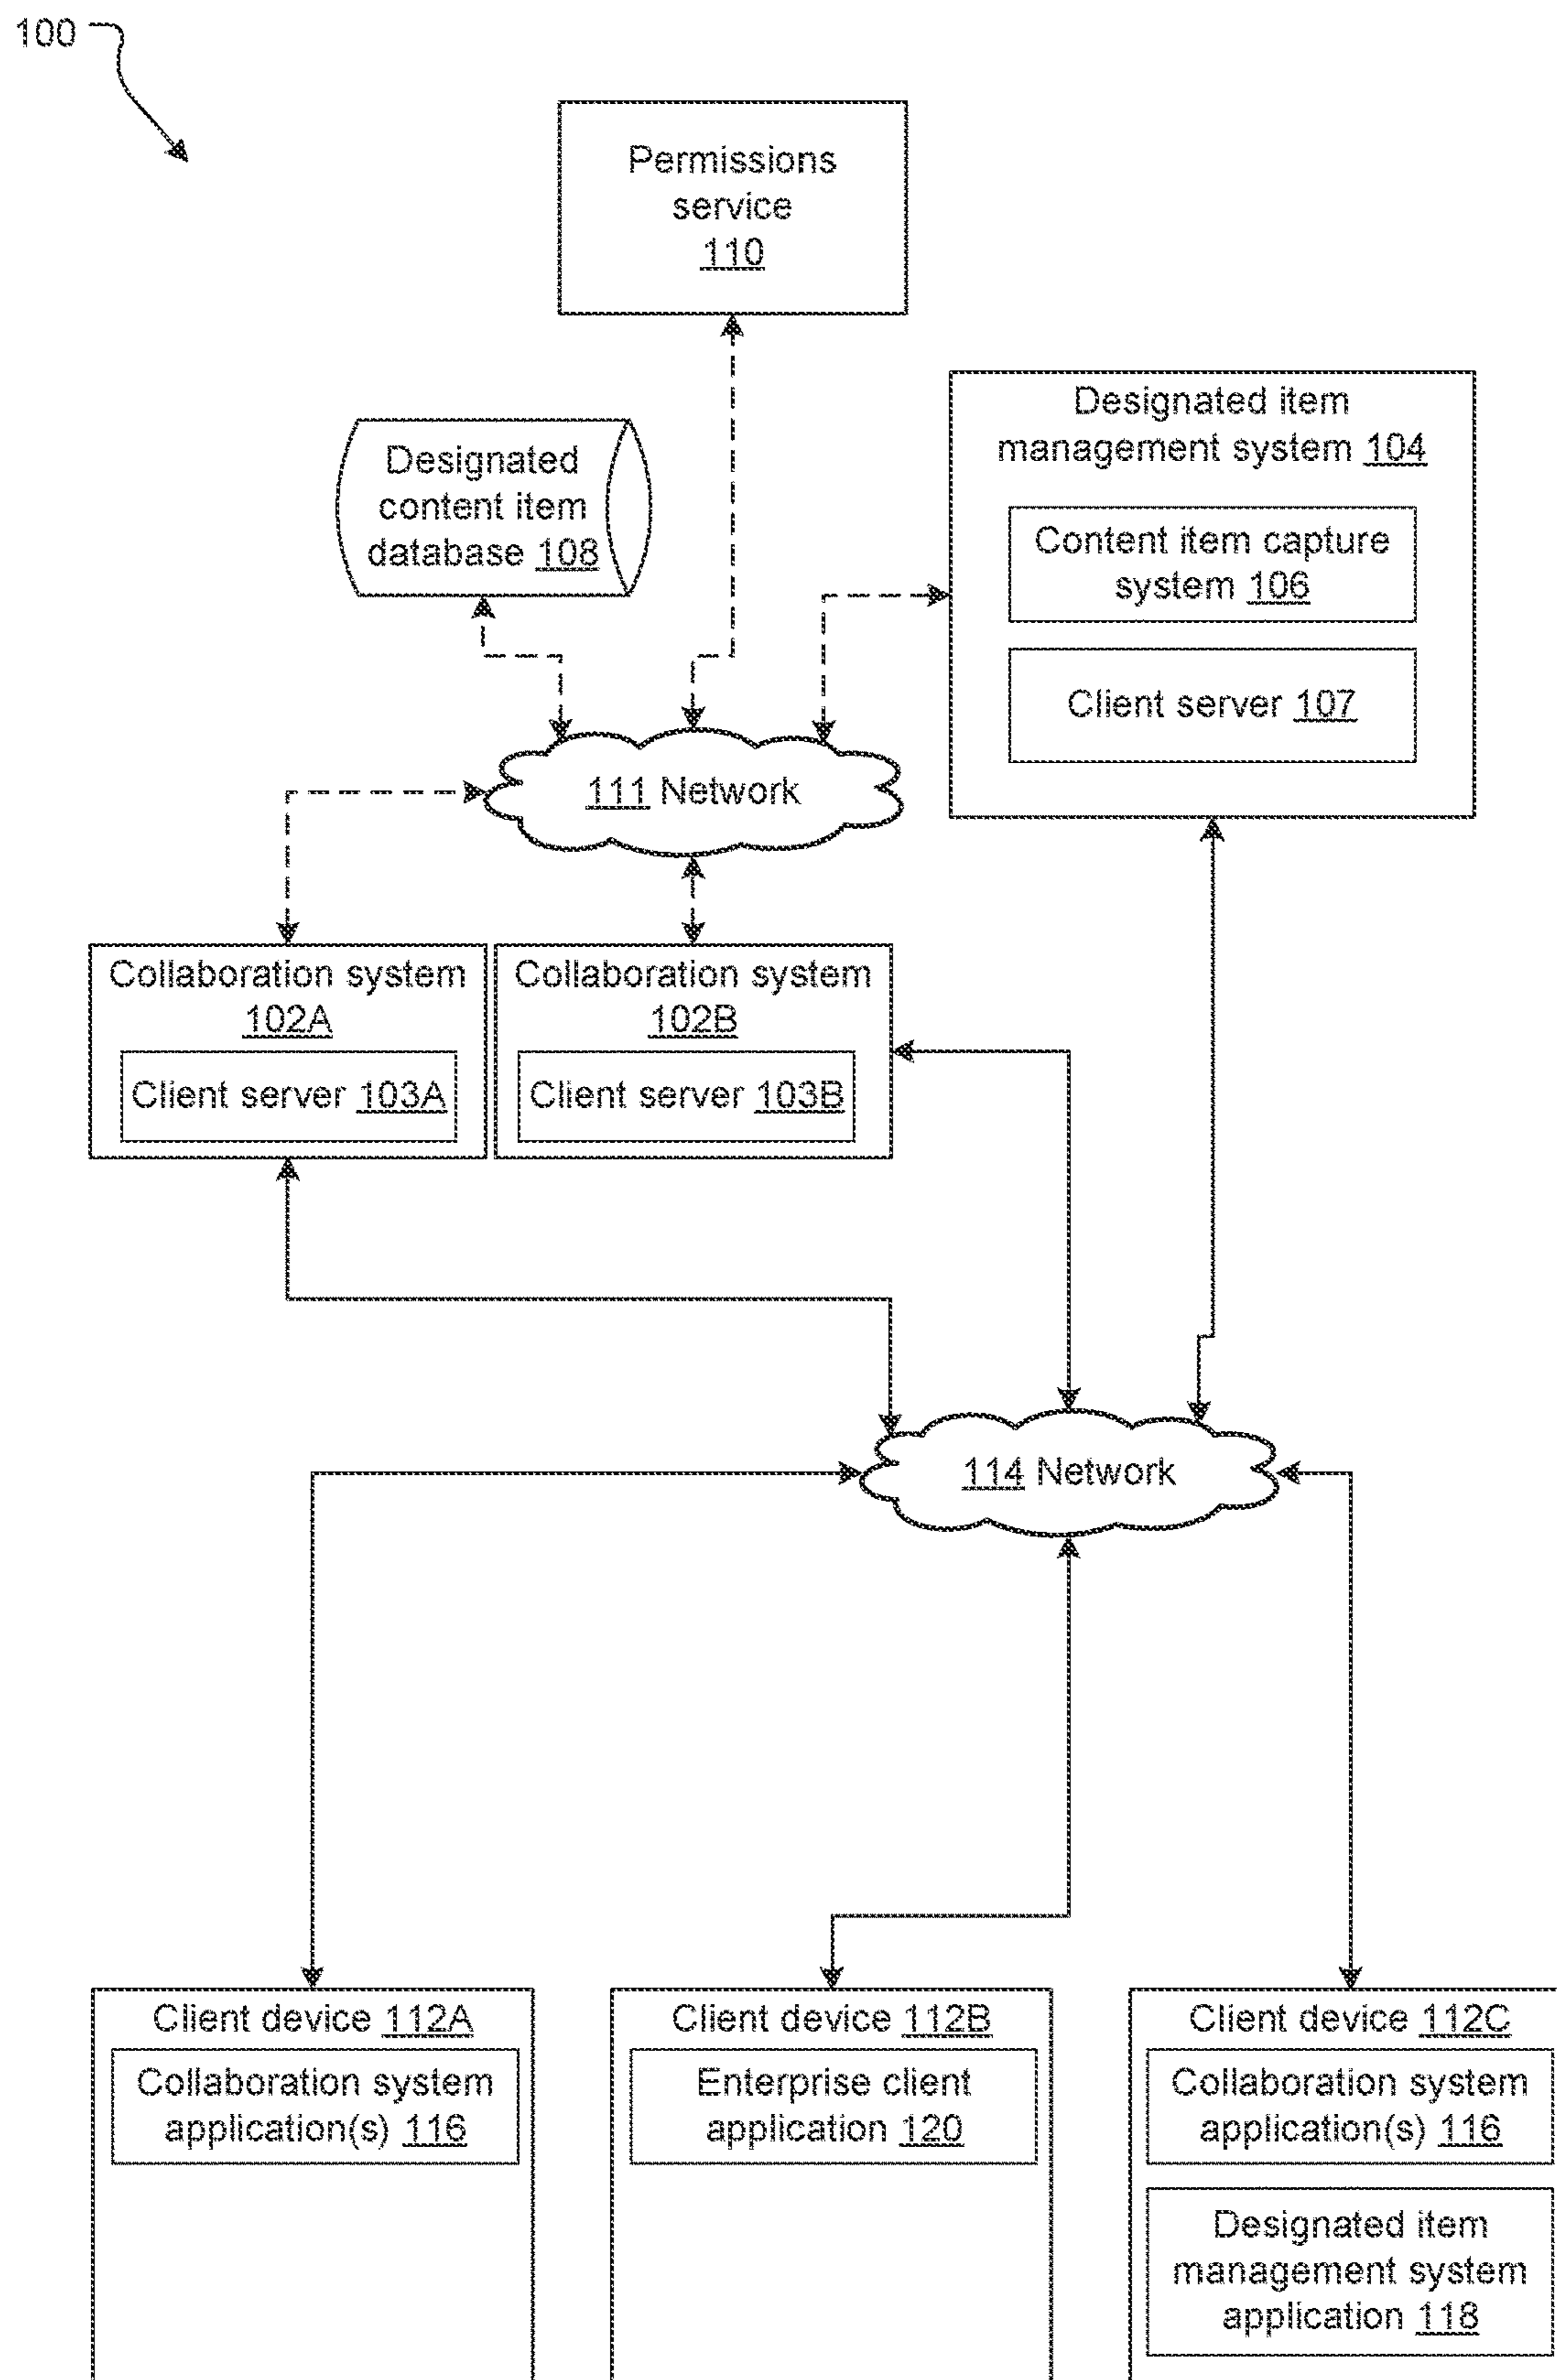 100
Permissions
service
110
Designated item
management system 104
Designated
content item
database 108
Content item capture
system 106
Client server 107
111 Network
Collaboration system
102A
Client server 103A
Collaboration system
102B
Client server 103B
114 Network
Client device 112A
Collaboration system
application(s) 116
Client device 112B
Enterprise client
application 120
Client device 112C
Collaboration system
application(s) 116
Designated item
management system
application 118